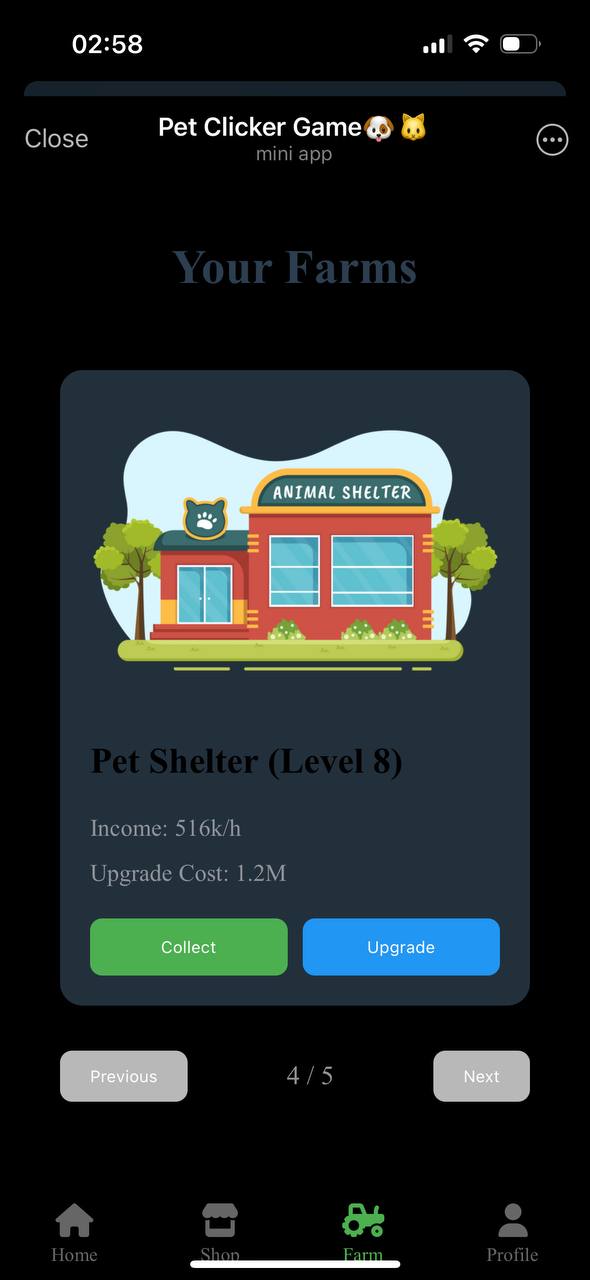 02:58
Close
Pet Clicker Game🐶🐱
mini app
Your Farms
ANIMAL SHELTER
Pet Shelter (Level 8)
Income: 516k/h
Upgrade Cost: 1.2M
Collect
Upgrade
Previous
4 / 5
Next
Home
Shop
Farm
Profile